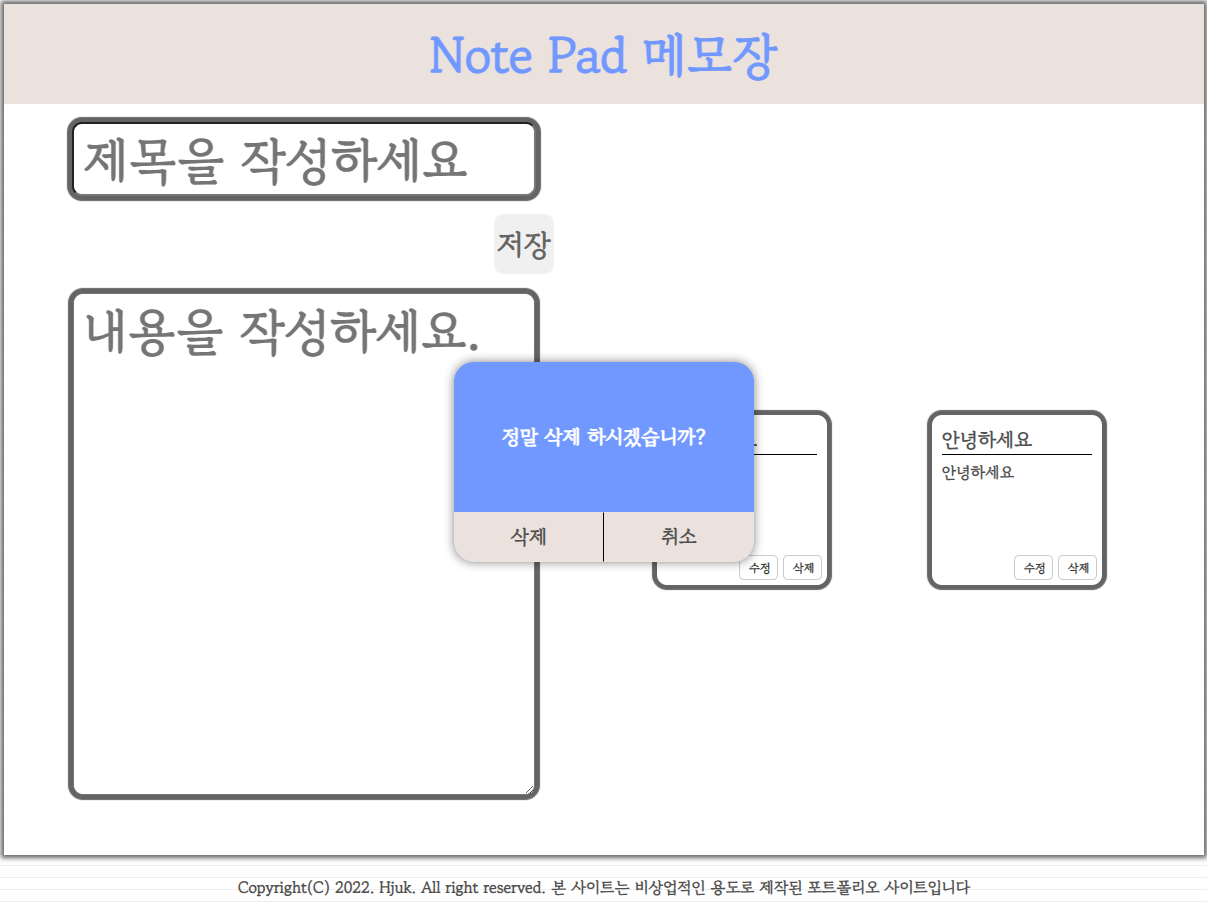 Note Pad 메모장
제목을 작성하세요
저장
내용을 작성하세요.
정말 삭제 하시겠습니까?
삭제
취소
수정
삭제
안녕하세요
안녕하세요
수정
삭제
Copyright(C) 2022. Hjuk. All right reserved. 본 사이트는 비상업적인 용도로 제작된 포트폴리오 사이트입니다